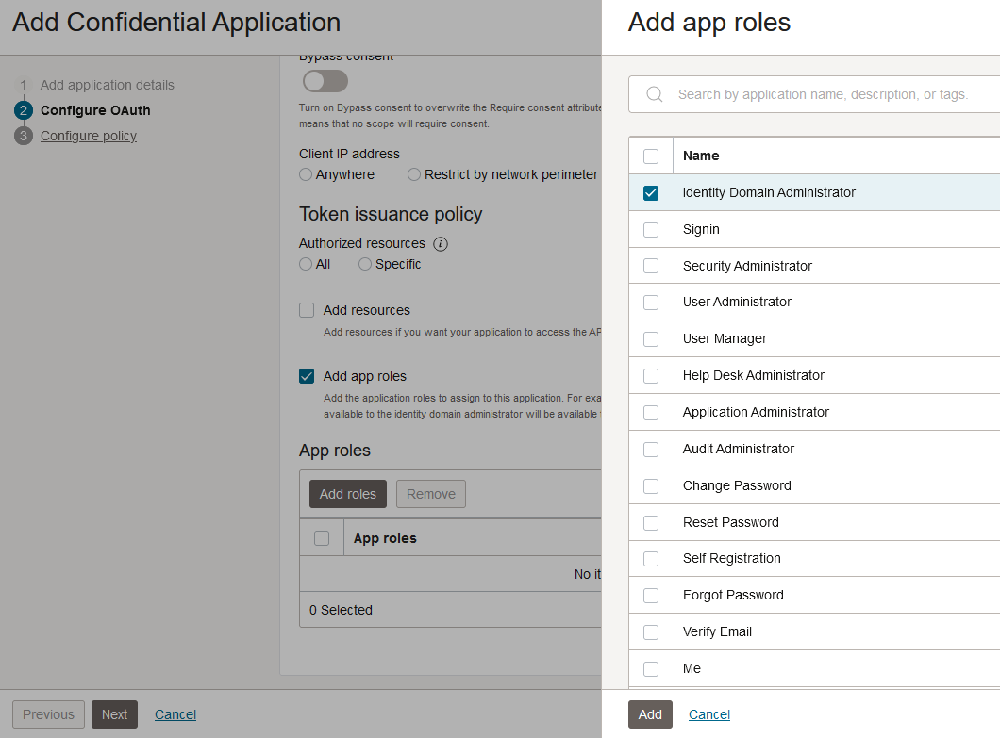 Add Confidential Application
1 Add application details
2 Configure OAuth
3 Configure policy
Bypass consent
Turn on Bypass consent to overwrite the Require consent attribute
means that no scope will require consent.
Client IP address
Anywhere Restrict by network perimeter
Token issuance policy
Authorized resources i
All Specific
Add resources
Add resources if you want your application to access the AP
Add app roles
Add the application roles to assign to this application. For exa
available to the identity domain administrator will be available
App roles
Add roles Remove
App roles
No it
0 Selected
Previous Next Cancel
Add app roles
Search by application name, description, or tags.
Name
Identity Domain Administrator
Signin
Security Administrator
User Administrator
User Manager
Help Desk Administrator
Application Administrator
Audit Administrator
Change Password
Reset Password
Self Registration
Forgot Password
Verify Email
Me
Add Cancel